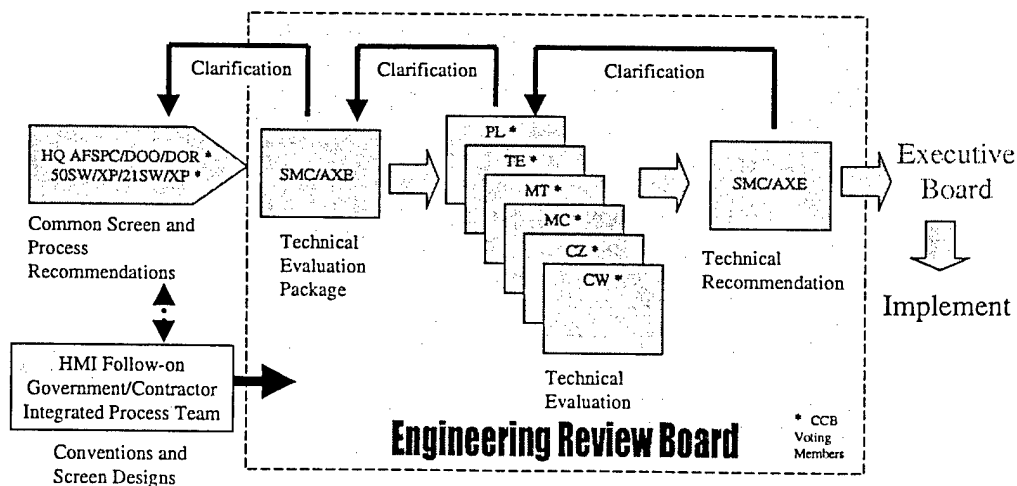 Clarification
Clarification
Clarification
HQ AFSPC/DOO/DOR *
50SW/XP/21SW/XP *
Common Screen and
Process
Recommendations
SMC/AXE
Technical
Evaluation
Package
PL *
TE *
MT *
MC *
CZ *
CW *
Technical
Evaluation
SMC/AXE
Technical
Recommendation
Executive
Board
Implement
HMI Follow-on
Government/Contractor
Integrated Process Team
Conventions and
Screen Designs
Engineering Review Board
* CCB
Voting
Members